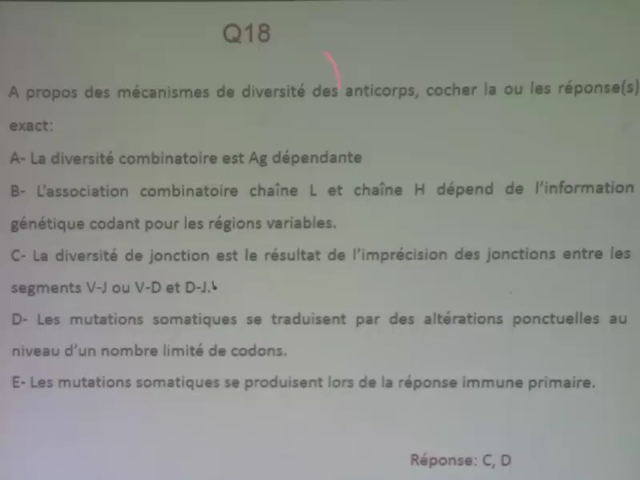 Q18
A propos des mécanismes de diversité des anticorps, cocher la ou les réponse(s)
exact:
A- La diversité combinatoire est Ag dépendante
B- L'association combinatoire chaîne L et chaîne H dépend de l'information
génétique codant pour les régions variables.
C- La diversité de jonction est le résultat de l'imprécision des jonctions entre les
segments V-J ou V-D et D-J.
D- Les mutations somatiques se traduisent par des altérations ponctuelles au
niveau d'un nombre limité de codons.
E- Les mutations somatiques se produisent lors de la réponse immune primaire.
Réponse: C, D